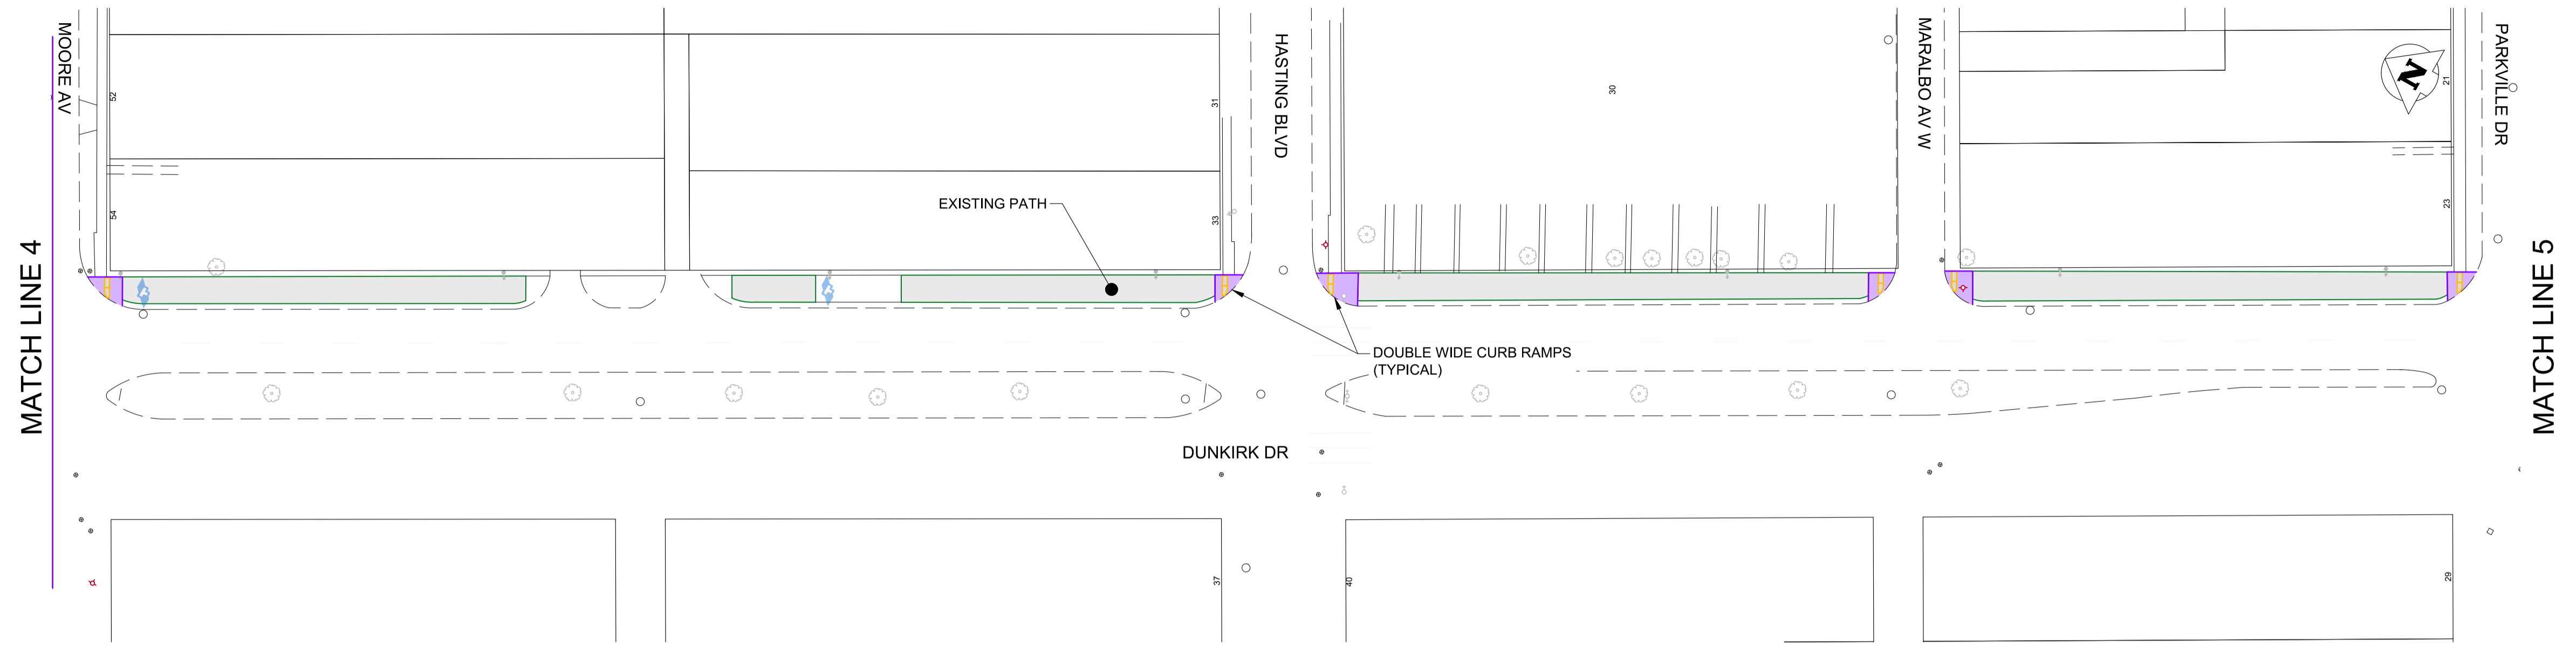 MOORE AV
HASTING BLVD
MARALBO AV W
PARKVILLE DR
N
52
31
30
21
54
33
23
EXISTING PATH
MATCH LINE 4
MATCH LINE 5
DOUBLE WIDE CURB RAMPS
(TYPICAL)
DUNKIRK DR
37
40
29